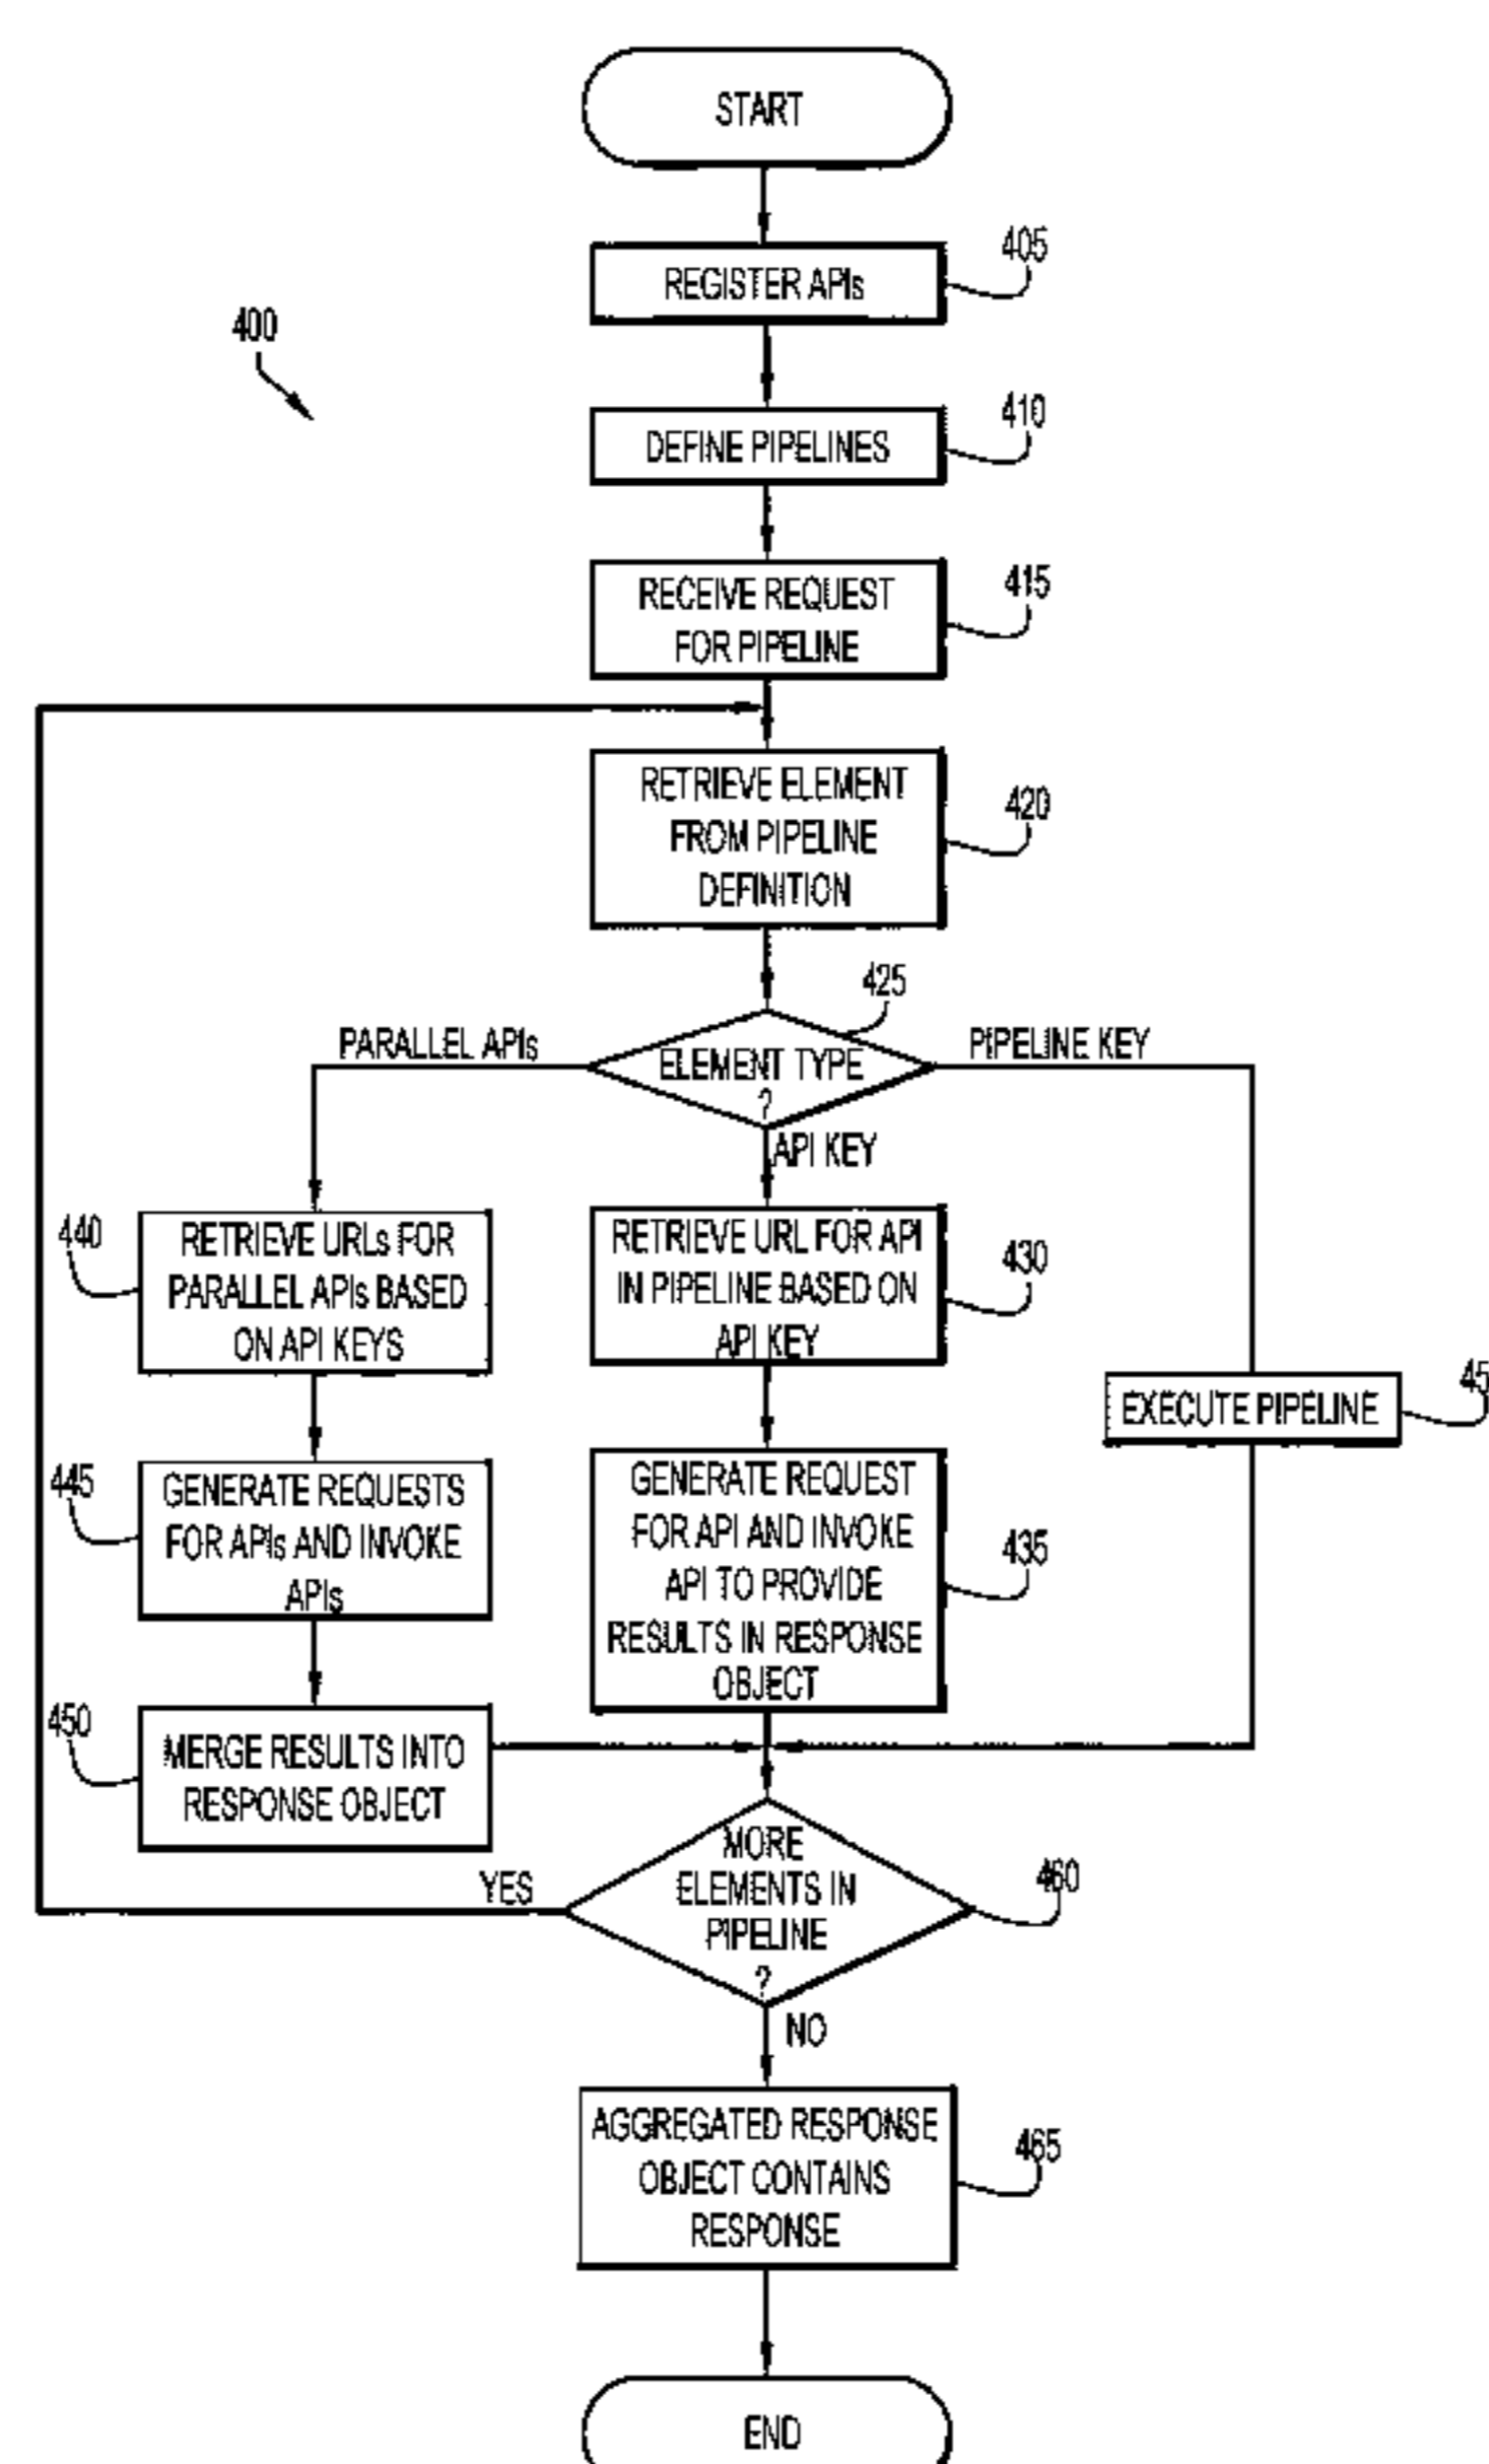 START
REGISTER APIs
405
400
DEFINE PIPELINES
410
RECEIVE REQUEST
FOR PIPELINE
415
RETRIEVE ELEMENT
FROM PIPELINE
DEFINITION
420
425
PARALLEL APIs
ELEMENT TYPE
?
PIPELINE KEY
API KEY
440
RETRIEVE URLs FOR
PARALLEL APIs BASED
ON API KEYS
RETRIEVE URL FOR API
IN PIPELINE BASED ON
API KEY
430
EXECUTE PIPELINE
45
445
GENERATE REQUESTS
FOR APIs AND INVOKE
APIs
GENERATE REQUEST
FOR API AND INVOKE
API TO PROVIDE
RESULTS IN RESPONSE
OBJECT
435
450
MERGE RESULTS INTO
RESPONSE OBJECT
MORE
ELEMENTS IN
PIPELINE
?
460
YES
NO
AGGREGATED RESPONSE
OBJECT CONTAINS
RESPONSE
465
END